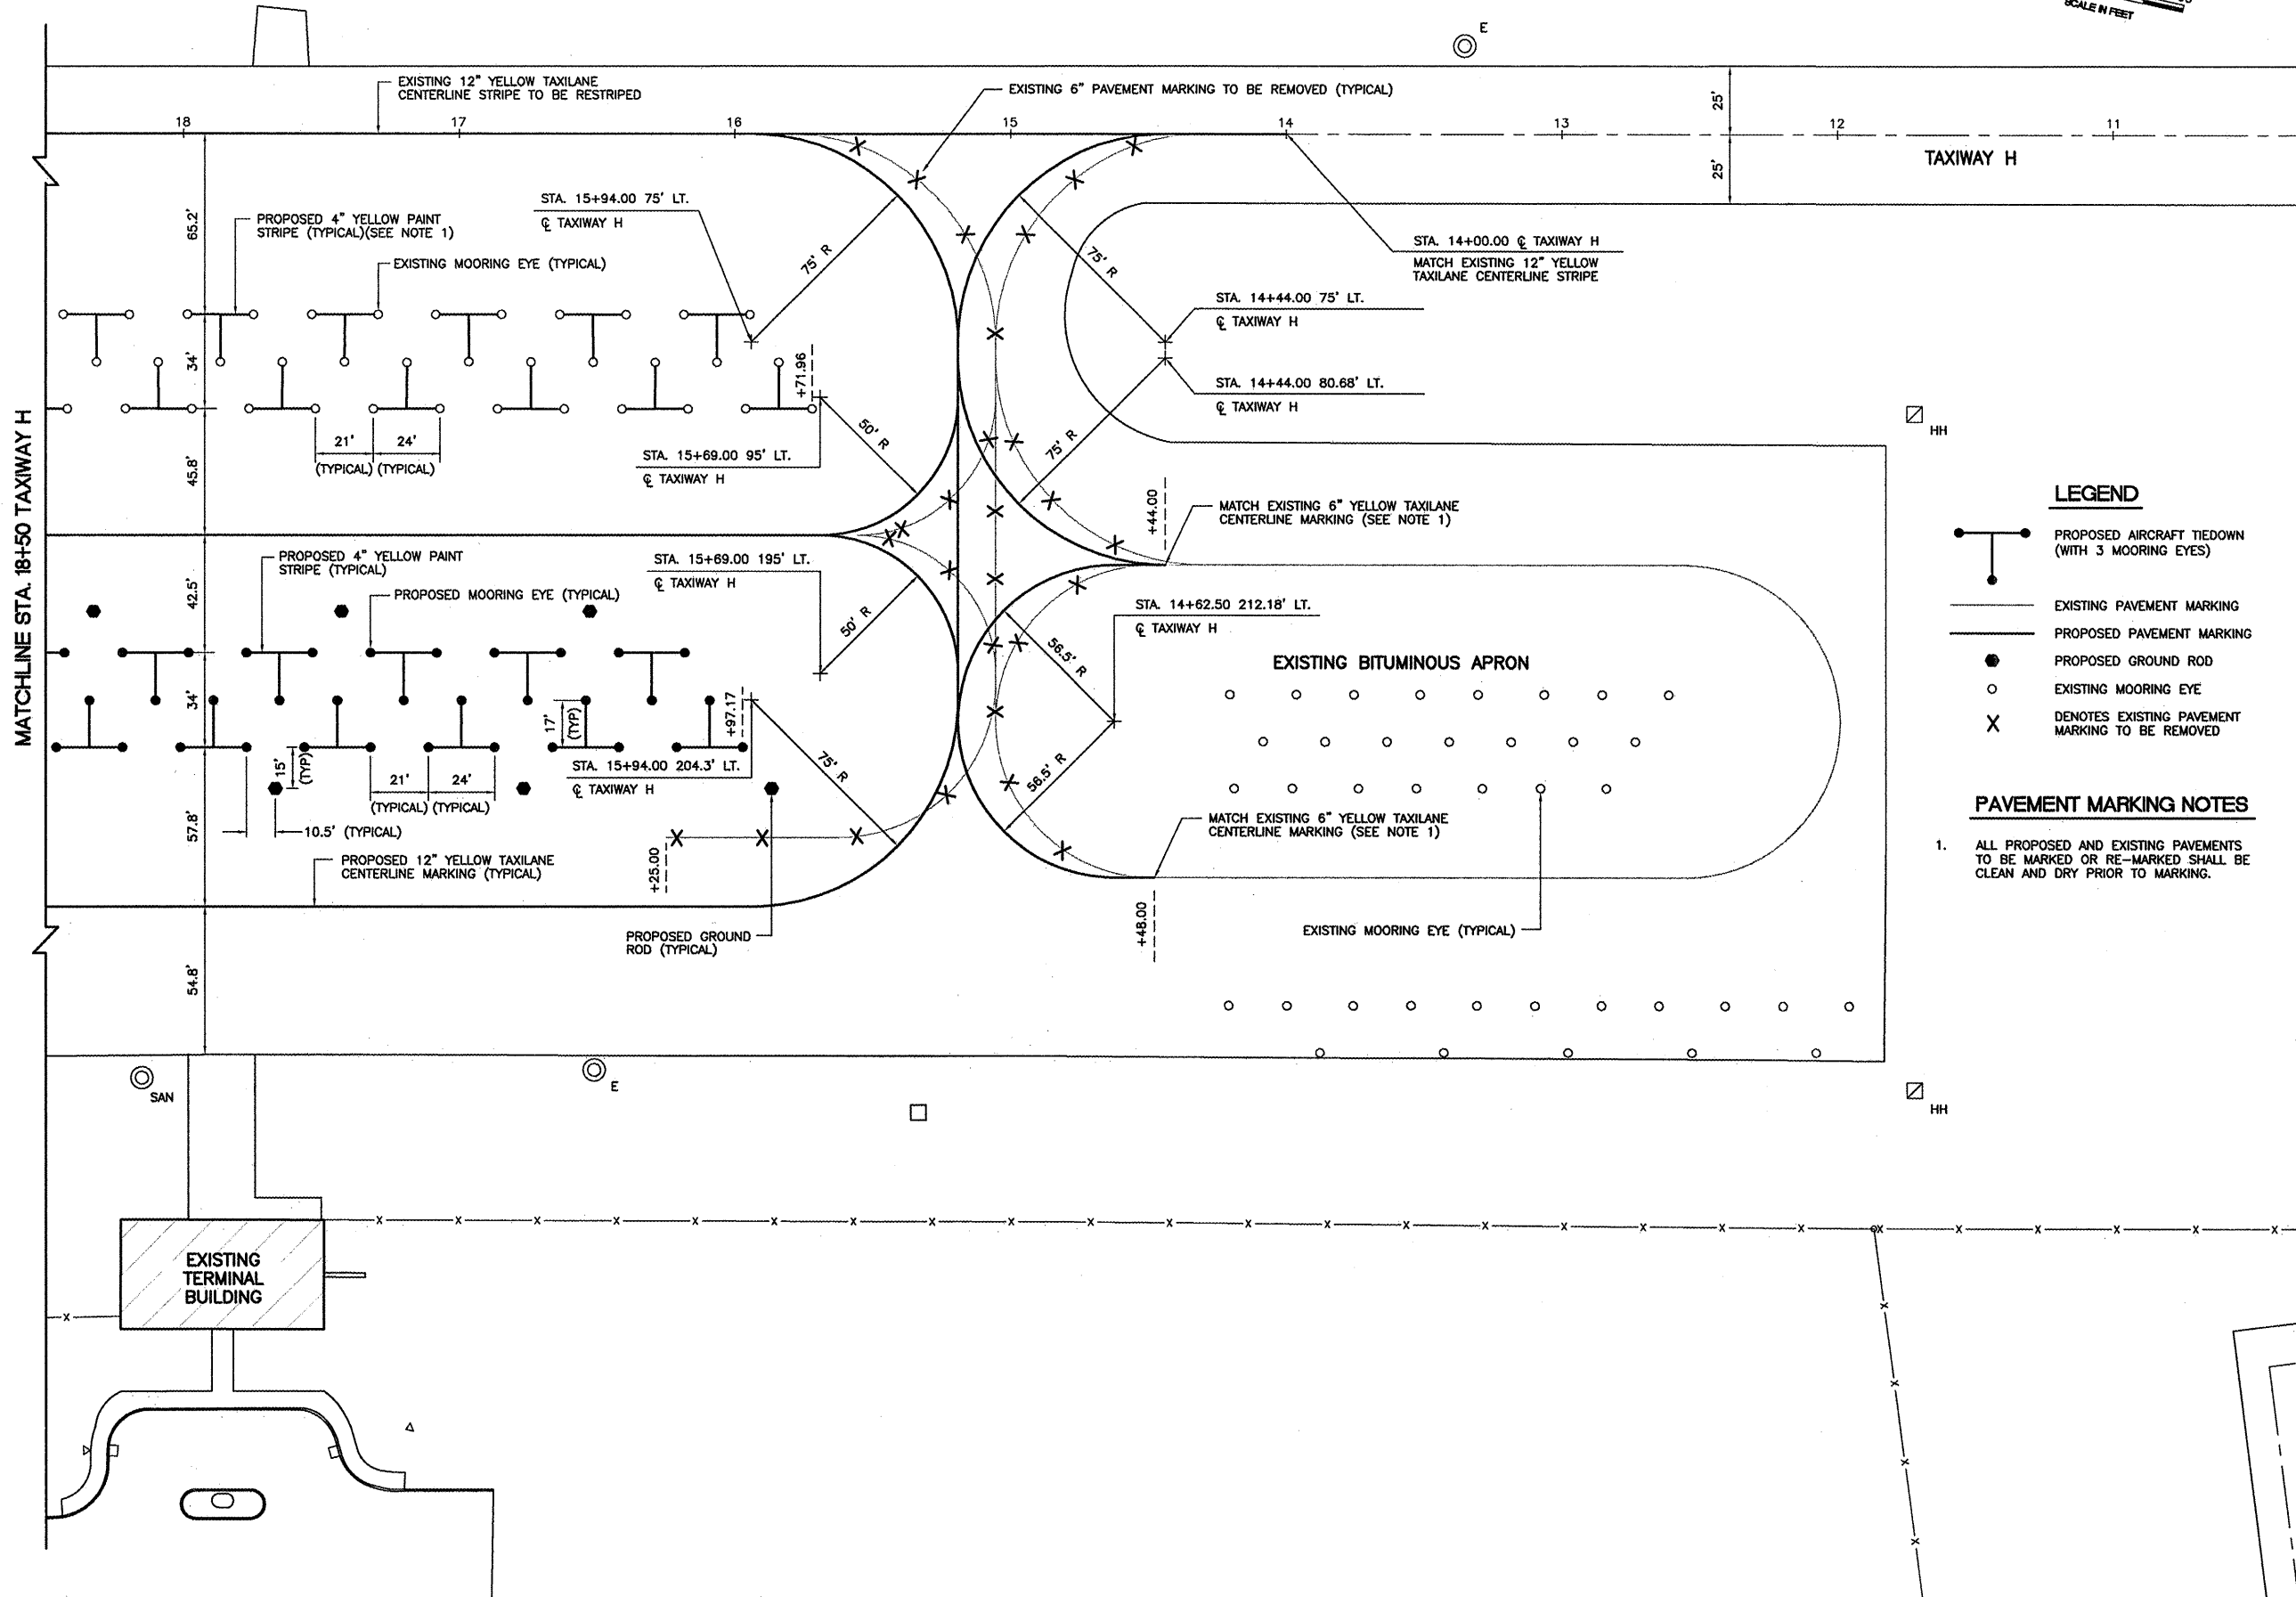 SCALE IN FEET
E
EXISTING 12" YELLOW TAXILANE
CENTERLINE STRIPE TO BE RESTRIPED
EXISTING 6" PAVEMENT MARKING TO BE REMOVED (TYPICAL)
25'
18
17
16
15
14
13
12
11
TAXIWAY H
25'
65.2'
STA. 15+94.00 75' LT.
℄ TAXIWAY H
PROPOSED 4" YELLOW PAINT
STRIPE (TYPICAL)(SEE NOTE 1)
EXISTING MOORING EYE (TYPICAL)
75' R
75' R
STA. 14+00.00 ℄ TAXIWAY H
MATCH EXISTING 12" YELLOW
TAXILANE CENTERLINE STRIPE
STA. 14+44.00 75' LT.
℄ TAXIWAY H
34'
+71.96
STA. 14+44.00 80.68' LT.
℄ TAXIWAY H
MATCHLINE STA. 18+50 TAXIWAY H
21'
24'
(TYPICAL)
(TYPICAL)
45.8'
STA. 15+69.00 95' LT.
℄ TAXIWAY H
50' R
75' R
HH
+44.00
MATCH EXISTING 6" YELLOW TAXILANE
CENTERLINE MARKING (SEE NOTE 1)
LEGEND
PROPOSED AIRCRAFT TIEDOWN
(WITH 3 MOORING EYES)
EXISTING PAVEMENT MARKING
PROPOSED PAVEMENT MARKING
PROPOSED GROUND ROD
EXISTING MOORING EYE
DENOTES EXISTING PAVEMENT
MARKING TO BE REMOVED
42.5'
PROPOSED 4" YELLOW PAINT
STRIPE (TYPICAL)
PROPOSED MOORING EYE (TYPICAL)
STA. 15+69.00 195' LT.
℄ TAXIWAY H
50' R
STA. 14+62.50 212.18' LT.
℄ TAXIWAY H
56.5' R
EXISTING BITUMINOUS APRON
34'
17'
(TYP)
+97.17
STA. 15+94.00 204.3' LT.
℄ TAXIWAY H
15'
(TYP)
21'
24'
(TYPICAL)
(TYPICAL)
10.5' (TYPICAL)
57.8'
75' R
56.5' R
+25.00
MATCH EXISTING 6" YELLOW TAXILANE
CENTERLINE MARKING (SEE NOTE 1)
PAVEMENT MARKING NOTES
1. ALL PROPOSED AND EXISTING PAVEMENTS
TO BE MARKED OR RE-MARKED SHALL BE
CLEAN AND DRY PRIOR TO MARKING.
PROPOSED 12" YELLOW TAXILANE
CENTERLINE MARKING (TYPICAL)
PROPOSED GROUND
ROD (TYPICAL)
+48.00
EXISTING MOORING EYE (TYPICAL)
54.8'
SAN
E
HH
EXISTING
TERMINAL
BUILDING